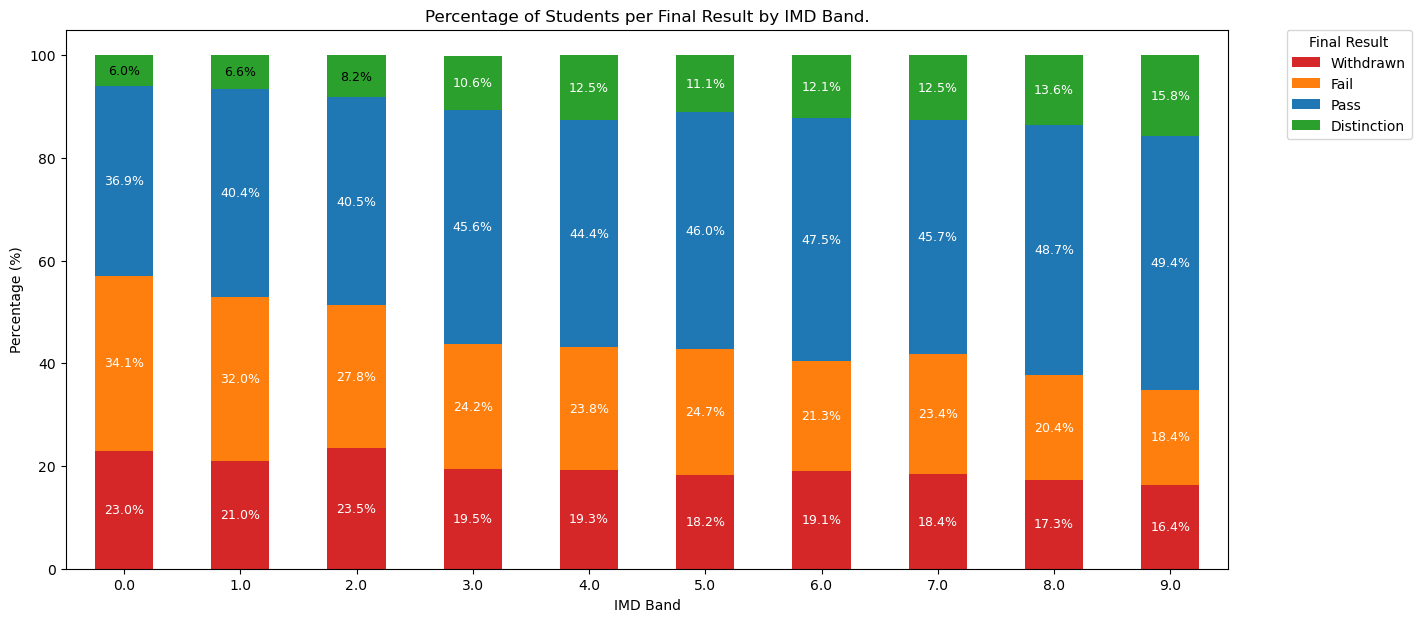 Percentage of Students per Final Result by IMD Band.
Final Result
Withdrawn
Fail
Pass
Distinction
Percentage (%)
100
80
60
40
20
0
6.0% 6.6% 8.2% 10.6% 12.5% 11.1% 12.1% 12.5% 13.6% 15.8%
36.9% 40.4% 40.5% 45.6% 44.4% 46.0% 47.5% 45.7% 48.7% 49.4%
34.1% 32.0% 27.8% 24.2% 23.8% 24.7% 21.3% 23.4% 20.4% 18.4%
23.0% 21.0% 23.5% 19.5% 19.3% 18.2% 19.1% 18.4% 17.3% 16.4%
0.0 1.0 2.0 3.0 4.0 5.0 6.0 7.0 8.0 9.0
IMD Band